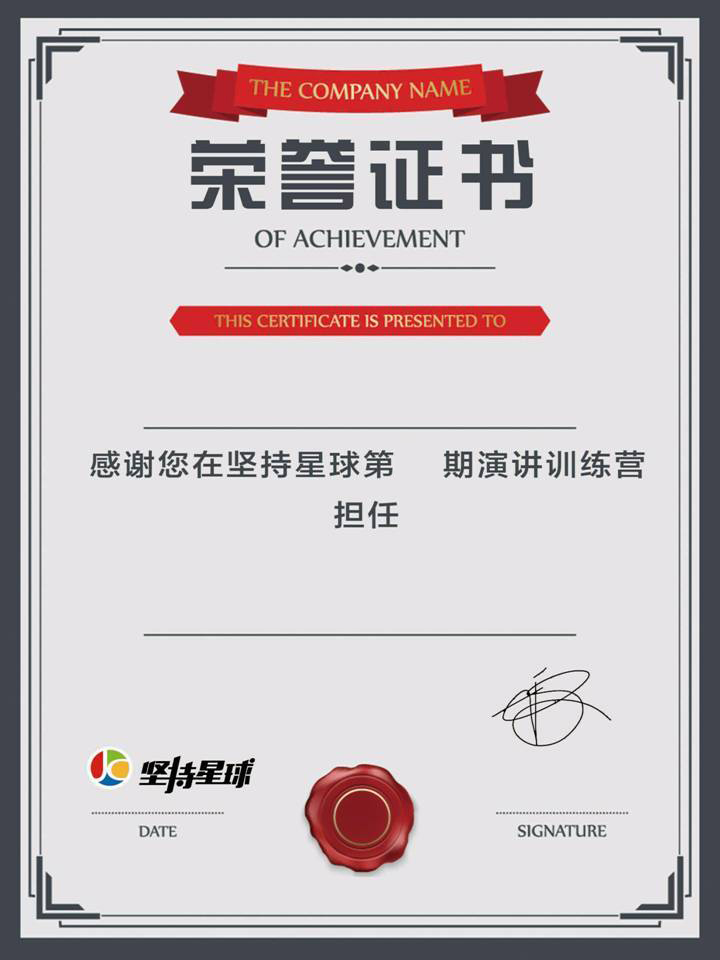 THE COMPANY NAME
荣誉证书
OF ACHIEVEMENT
THIS CERTIFICATE IS PRESENTED TO
感谢您在坚持星球第 期演讲训练营
担任
坚持星球
DATE
SIGNATURE